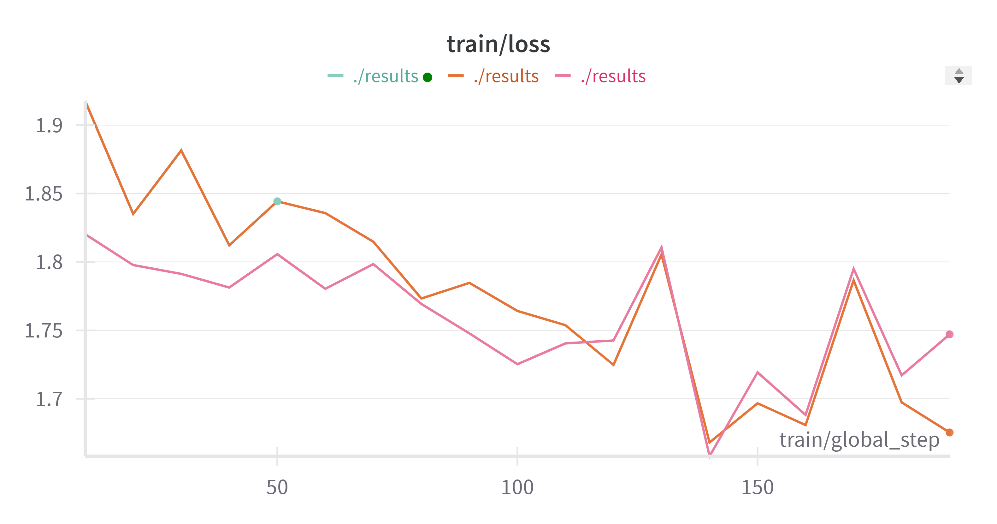 train/loss
./results ./results ./results
1.9
1.85
1.8
1.75
1.7
train/global_step
50 100 150